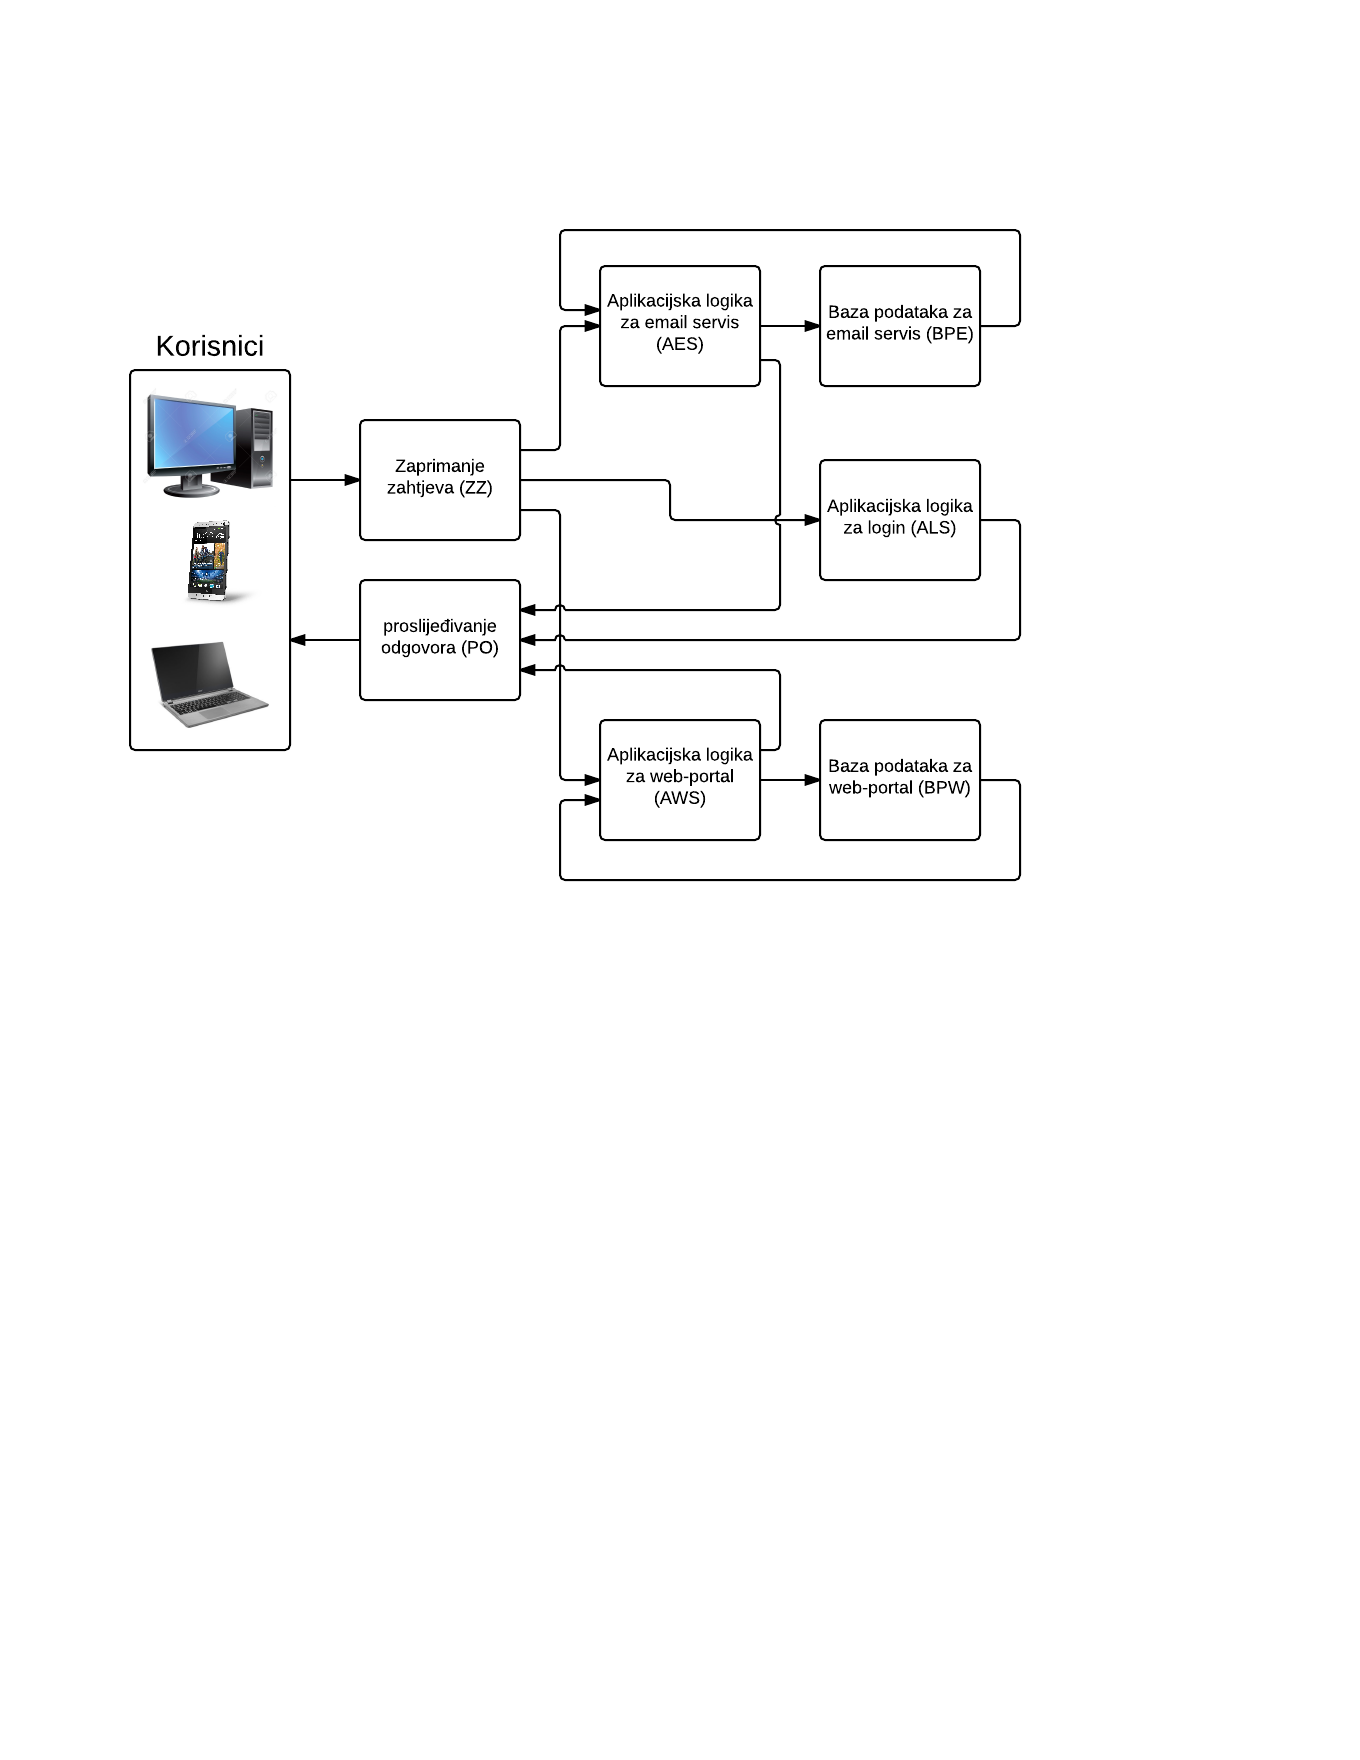 Korisnici
Zaprimanje
zahtjeva (ZZ)
proslijeđivanje
odgovora (PO)
Aplikacijska logika
za email servis
(AES)
Baza podataka za
email servis (BPE)
Aplikacijska logika
za login (ALS)
Aplikacijska logika
za web-portal
(AWS)
Baza podataka za
web-portal (BPW)